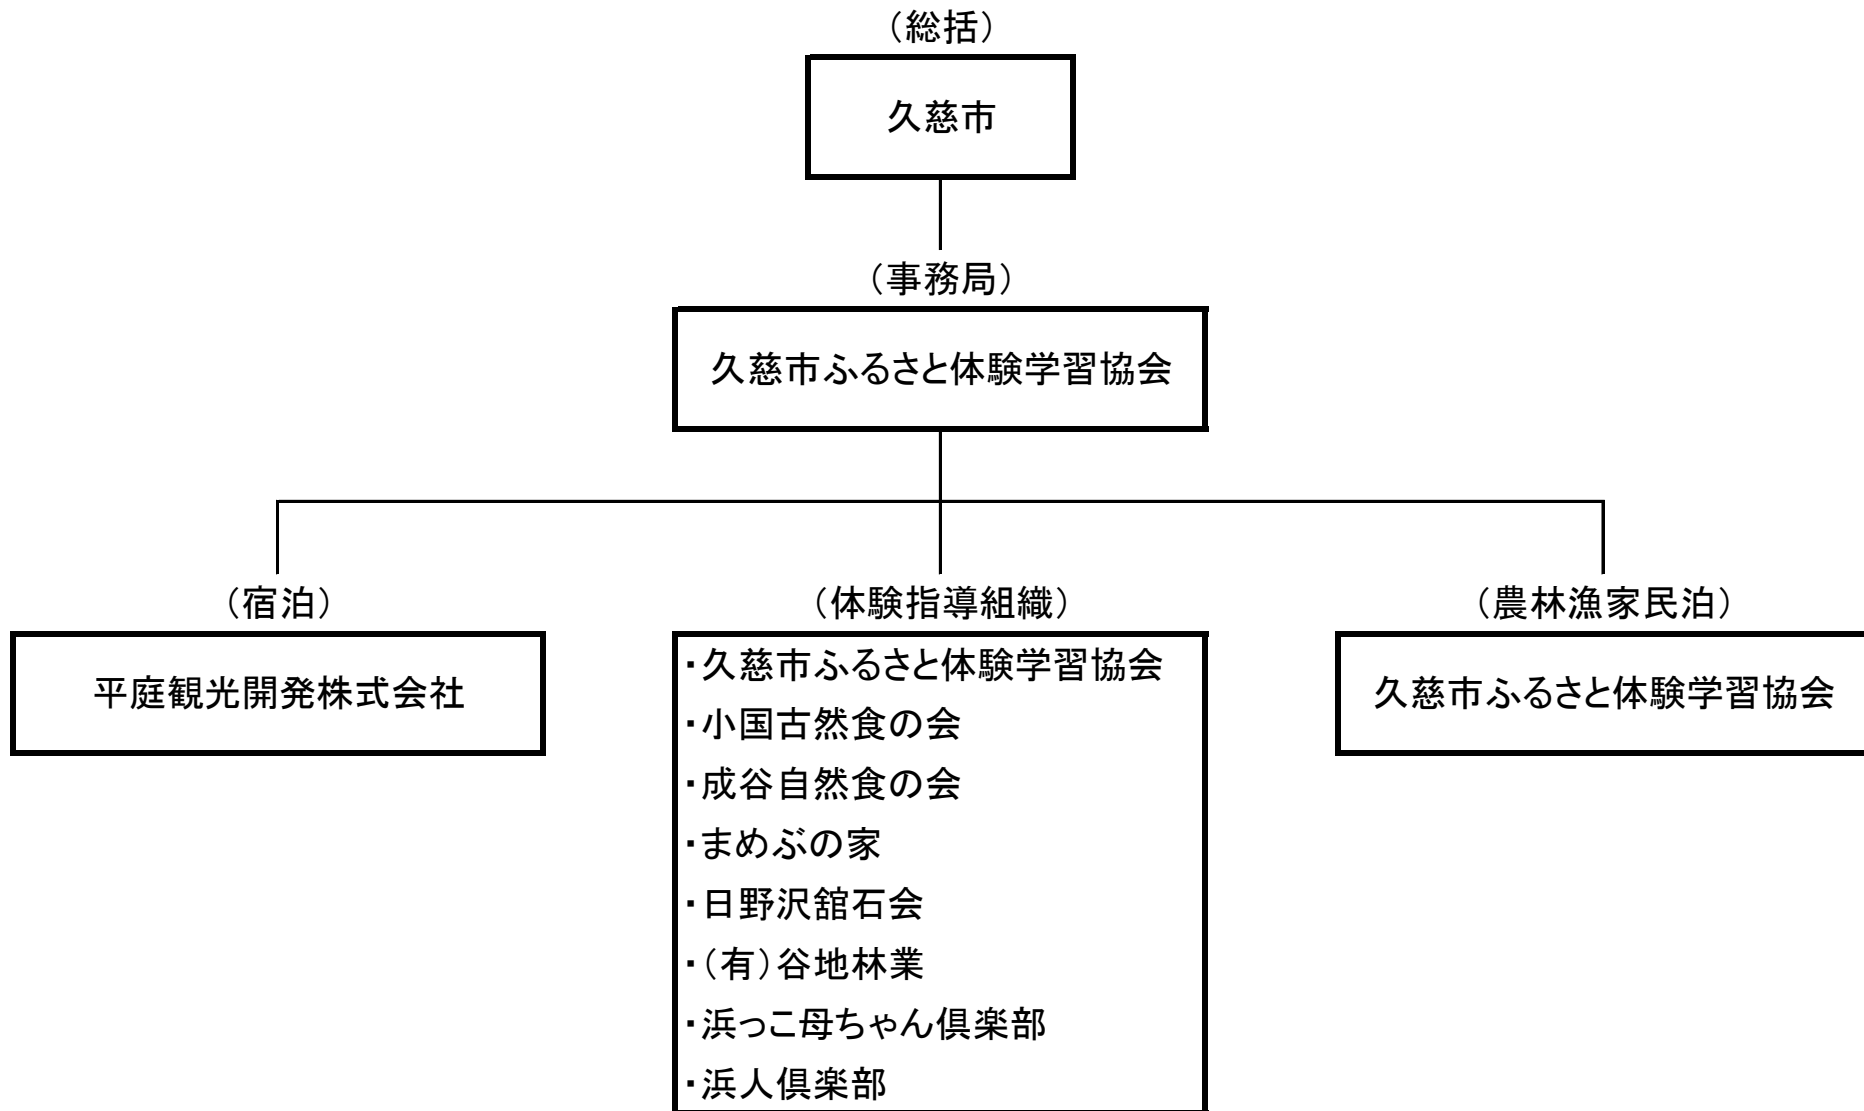 （総括）
久慈市
（事務局）
久慈市ふるさと体験学習協会
（宿泊）
平庭観光開発株式会社
（体験指導組織）
・久慈市ふるさと体験学習協会
・小国古然食の会
・成谷自然食の会
・まめぶの家
・日野沢舘石会
・（有）谷地林業
・浜っこ母ちゃん倶楽部
・浜人倶楽部
（農林漁家民泊）
久慈市ふるさと体験学習協会